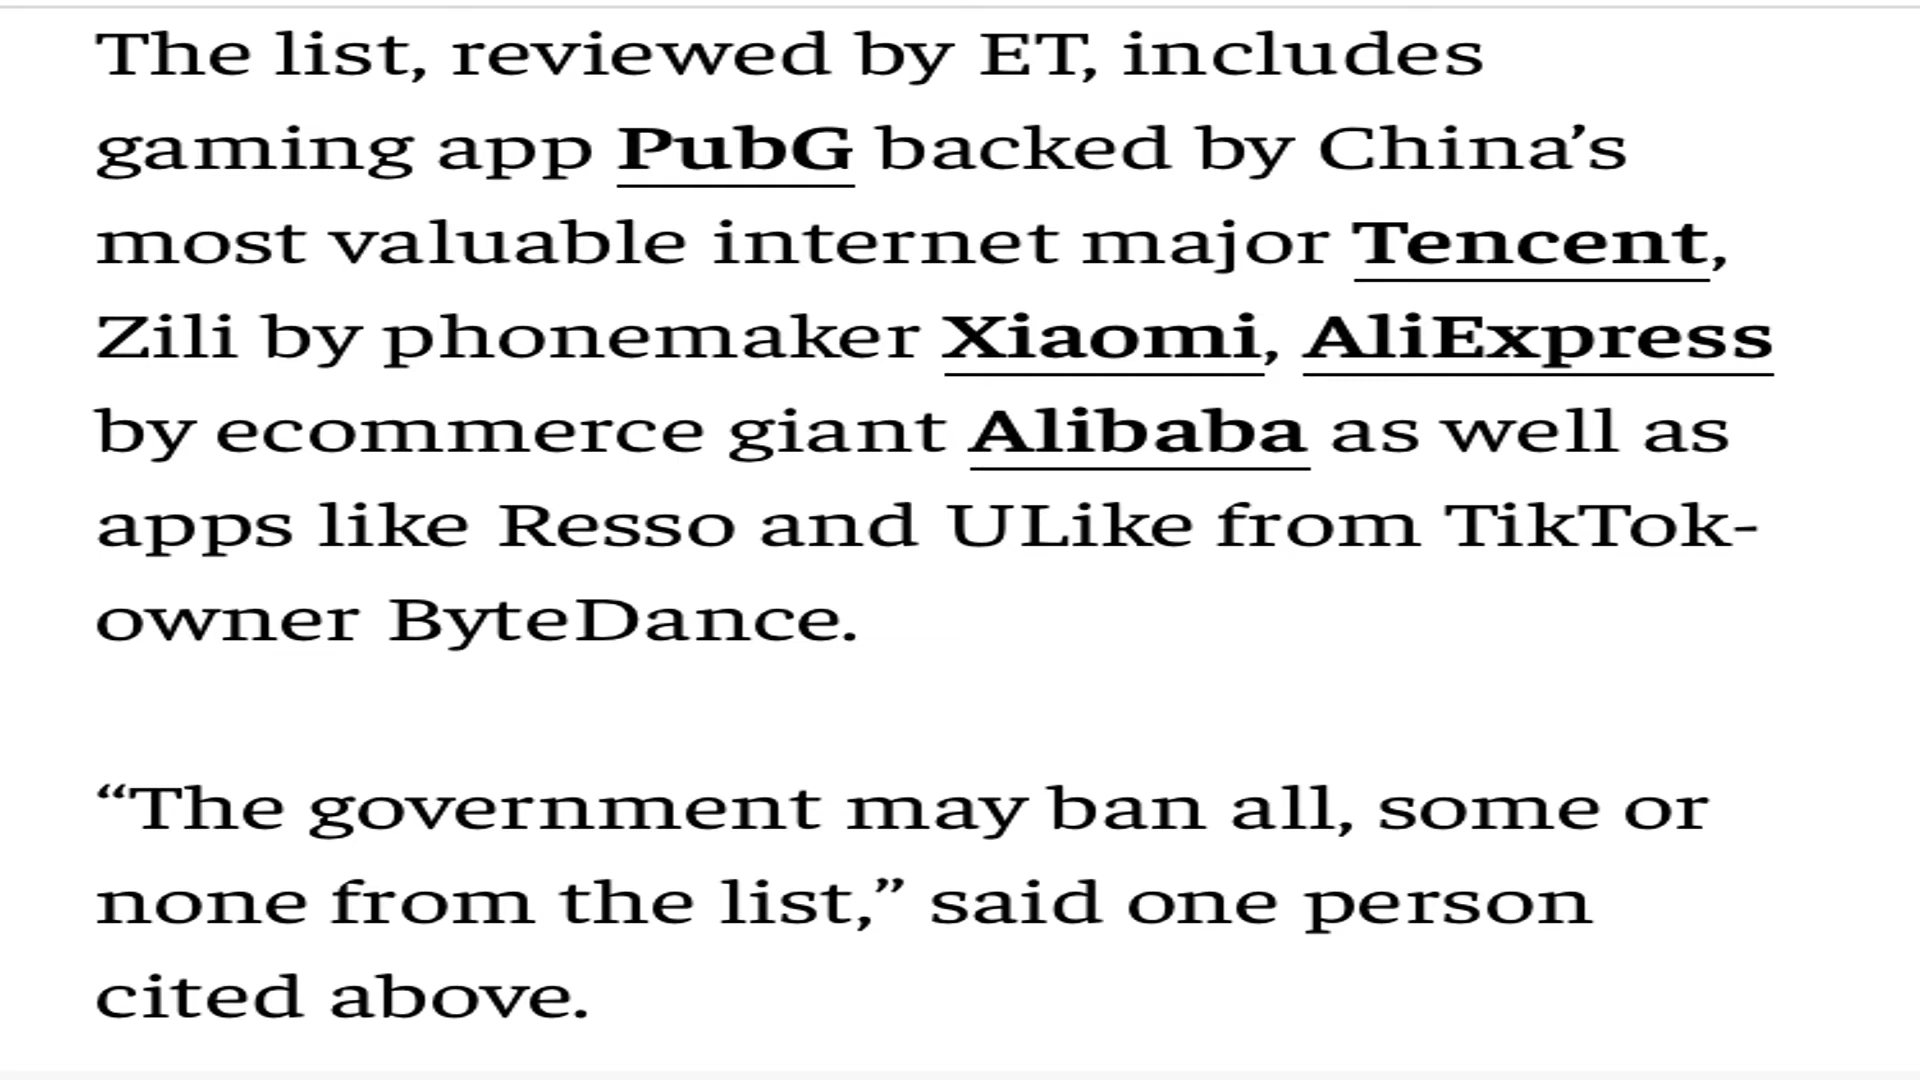 The list, reviewed by ET, includes
gaming app PubG backed by China’s
most valuable internet major Tencent,
Zili by phonemaker Xiaomi, AliExpress
by ecommerce giant Alibaba as well as
apps like Resso and ULike from TikTok-
owner ByteDance.
“The government may ban all, some or
none from the list,” said one person
cited above.